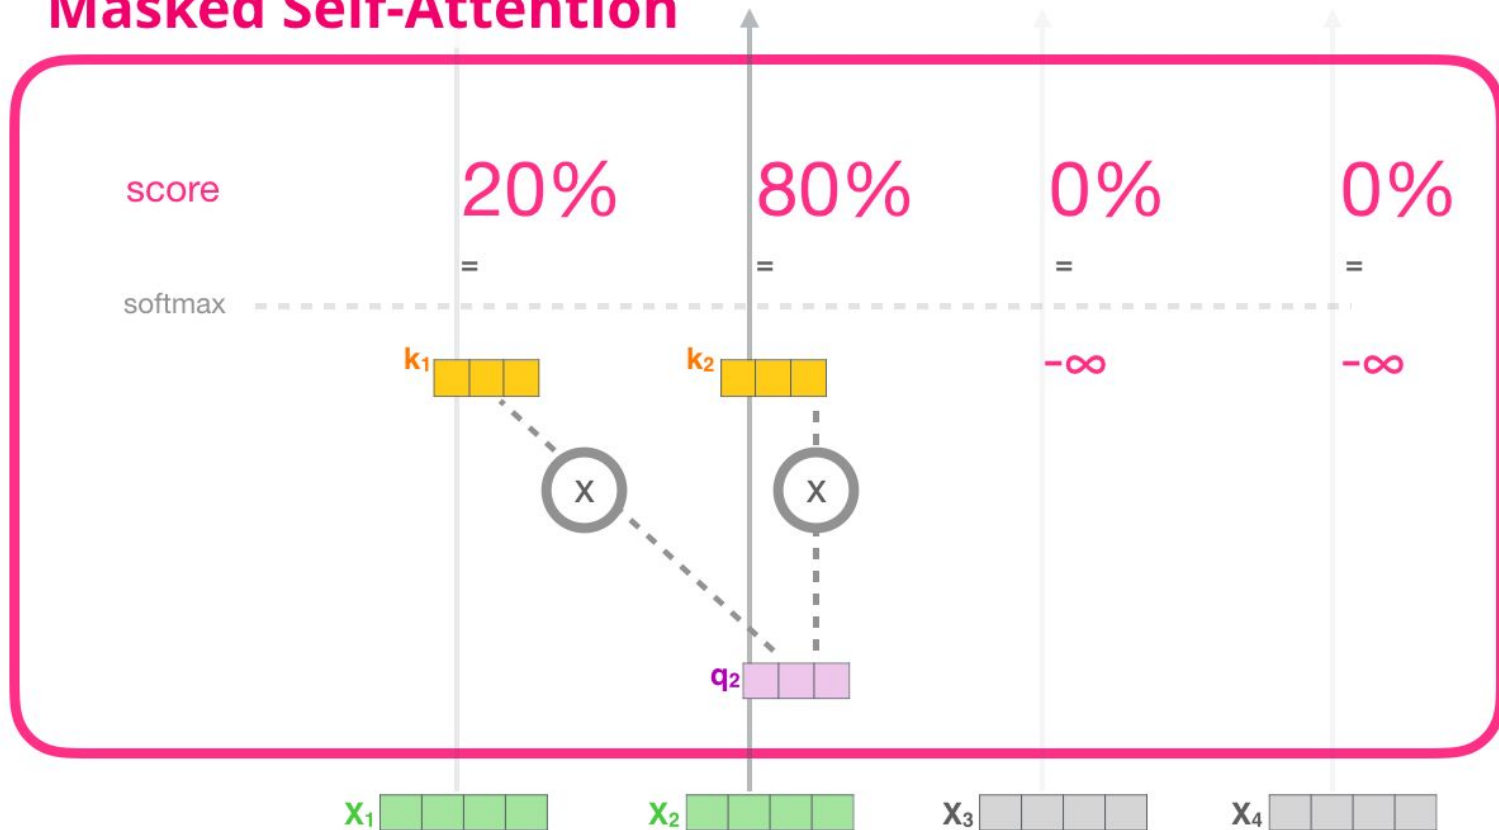 Masked Self-Attention
score 20% 80% 0% 0%
= = = =
softmax
k₁ k₂ -∞ -∞
X X
q₂
X₁ X₂ X₃ X₄